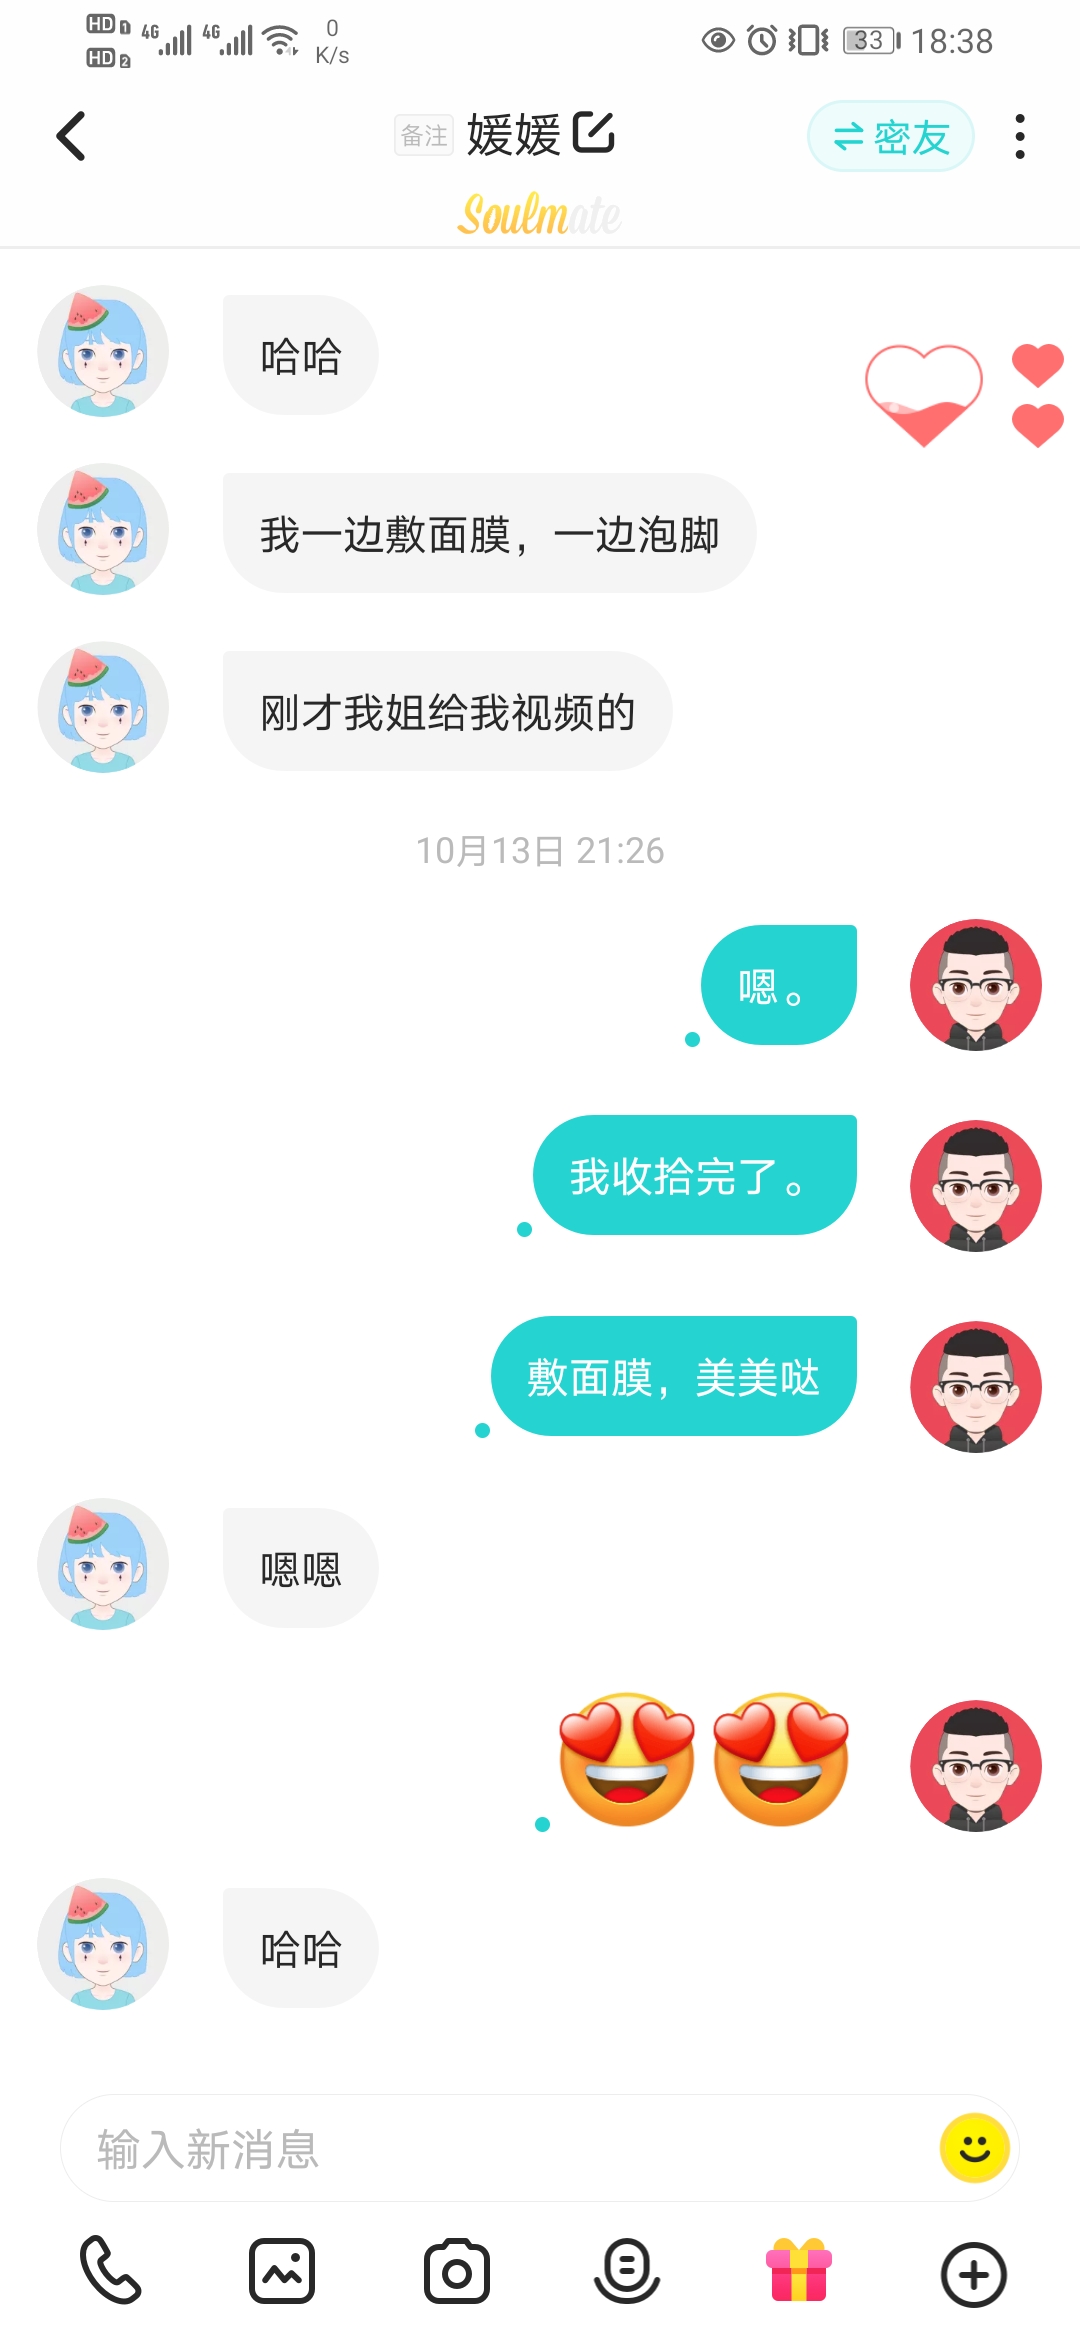 HD 1 4G 4G 0 K/s 33 18:38
HD 2
备注 媛媛 密友
Soulmate
哈哈
我一边敷面膜，一边泡脚
刚才我姐给我视频的
10月13日 21:26
嗯。
我收拾完了。
敷面膜，美美哒
嗯嗯
哈哈
输入新消息